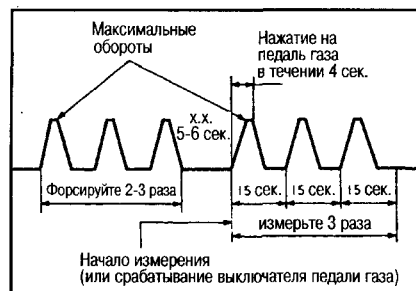 Максимальные
обороты
Нажатие на
педаль газа
в течении 4 сек.
х.х.
5-6 сек.
Форсируйте 2-3 раза
15 сек. 15 сек. 15 сек.
измерьте 3 раза
Начало измерения
(или срабатывание выключателя педали газа)